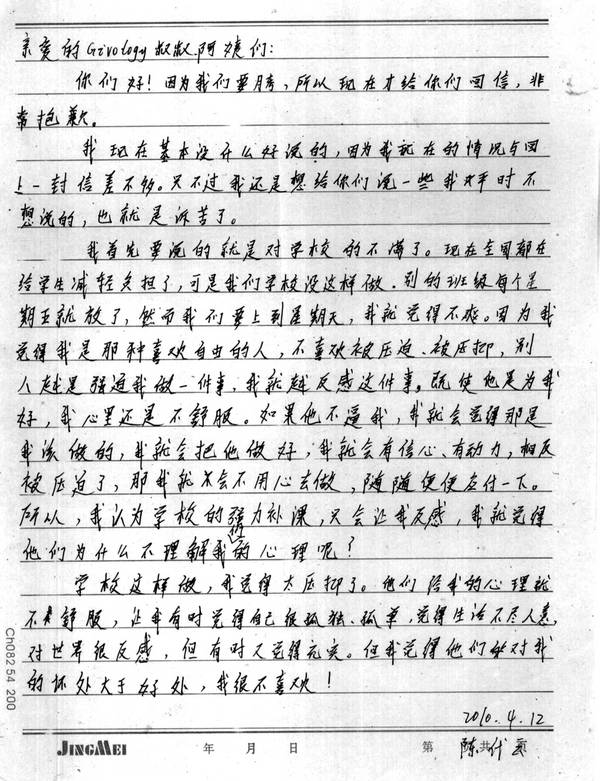 亲爱的Givology叔叔阿姨们:
你们好!因为我们要月考,所以现在才给你们回信,非
常抱歉。
我现在基本没什么好说的,因为我现在的情况与回
上一封信差不多。只不过我还是想给你们说一些我平时不
想说的,也就是诉苦了。
我首先要说的就是对学校的不满了。现在全国都在
给学生减轻负担了,可是我们学校没这样做。别的班级每个星
期五就放了,然而我们要上到星期天,我就觉得不爽。因为我
觉得我是那种喜欢自由的人,不喜欢被压迫、被压抑,别
人越是强迫我做一件事,我就越反感这件事。既使他是为我
好,我心里还是不舒服。如果他不逼我,我就会觉得那是
我该做的,我就会把他做好,我就会有信心、有动力,相反
被压迫了,那我就不会不用心去做,随随便便应付一下。
所以,我认为学校的强力补课,只会让我反感,我就觉得
他们为什么不理解我们的心理呢?
学校这样做,我觉得太压抑了。他们给我的心理就
不舒服,让我有时觉得自己很孤独、孤单,觉得生活不尽人意,
对世界很反感,但有时又觉得充实。但我觉得他们对我
的坏处大于好处,我很不喜欢!
2010.4.12
陈代
JINGMEI 年 月 日 第 共
Ch082 54 200